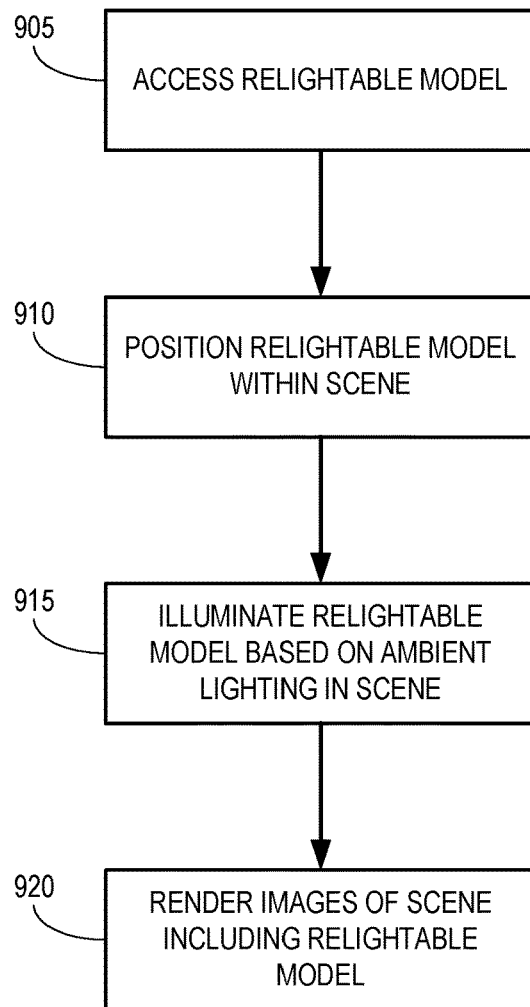 905
ACCESS RELIGHTABLE MODEL
910
POSITION RELIGHTABLE MODEL
WITHIN SCENE
915
ILLUMINATE RELIGHTABLE
MODEL BASED ON AMBIENT
LIGHTING IN SCENE
920
RENDER IMAGES OF SCENE
INCLUDING RELIGHTABLE
MODEL